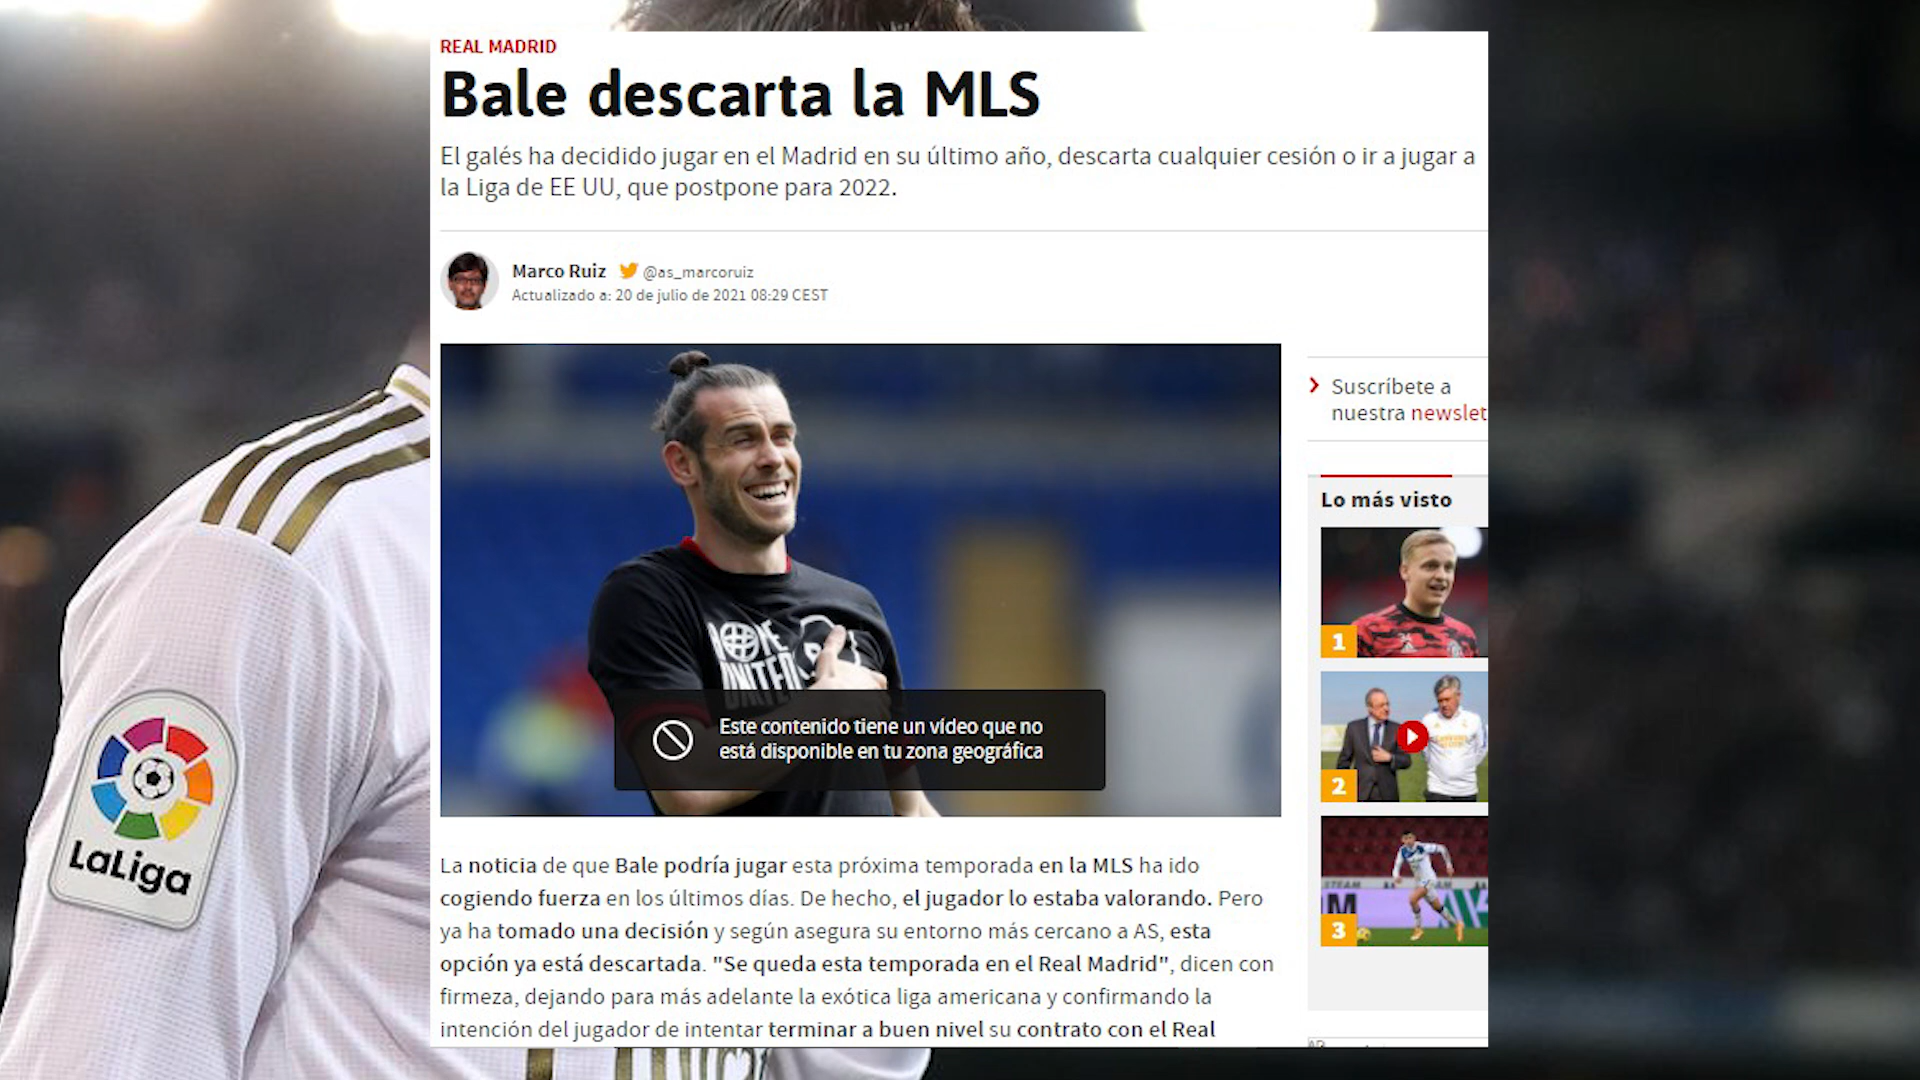 REAL MADRID
Bale descarta la MLS
El galés ha decidido jugar en el Madrid en su último año, descarta cualquier cesión o ir a jugar a
la Liga de EE UU, que postpone para 2022.
Marco Ruiz @as_marcoruiz
Actualizado a: 20 de julio de 2021 08:29 CEST
Suscríbete a
nuestra newslet
Lo más visto
1
2
3
UNITED
Este contenido tiene un vídeo que no
está disponible en tu zona geográfica
La noticia de que Bale podría jugar esta próxima temporada en la MLS ha ido
cogiendo fuerza en los últimos días. De hecho, el jugador lo estaba valorando. Pero
ya ha tomado una decisión y según asegura su entorno más cercano a AS, esta
opción ya está descartada. "Se queda esta temporada en el Real Madrid", dicen con
firmeza, dejando para más adelante la exótica liga americana y confirmando la
intención del jugador de intentar terminar a buen nivel su contrato con el Real
LaLiga